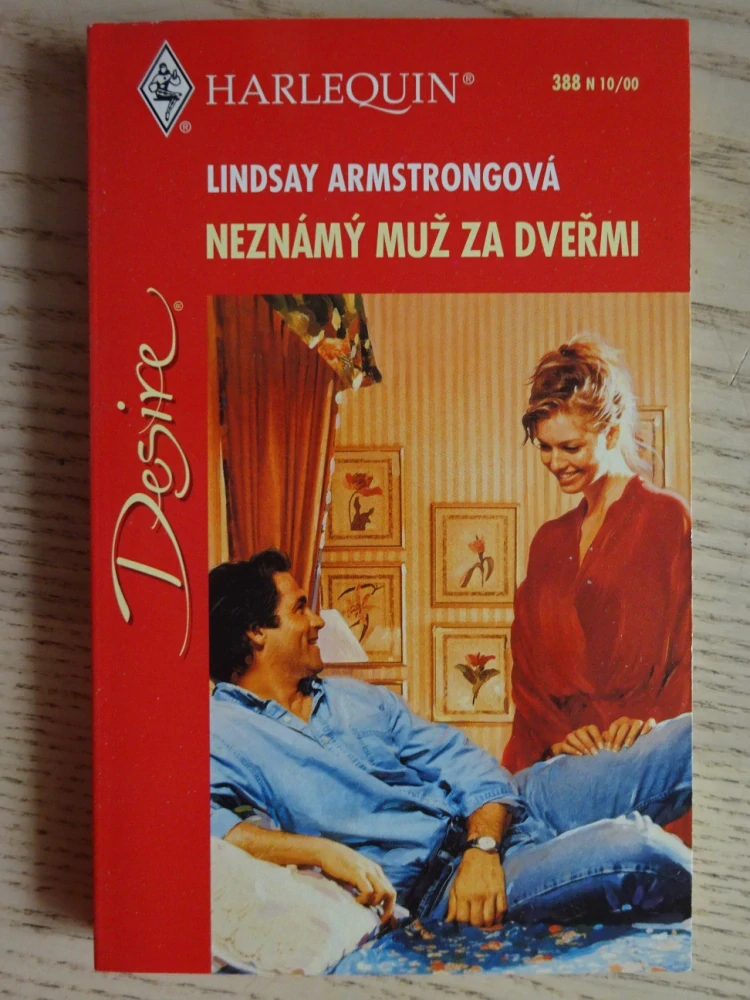 HARLEQUIN®
388 N 10/00
®
LINDSAY ARMSTRONGOVÁ
NEZNÁMÝ MUŽ ZA DVEŘMI
Desire®